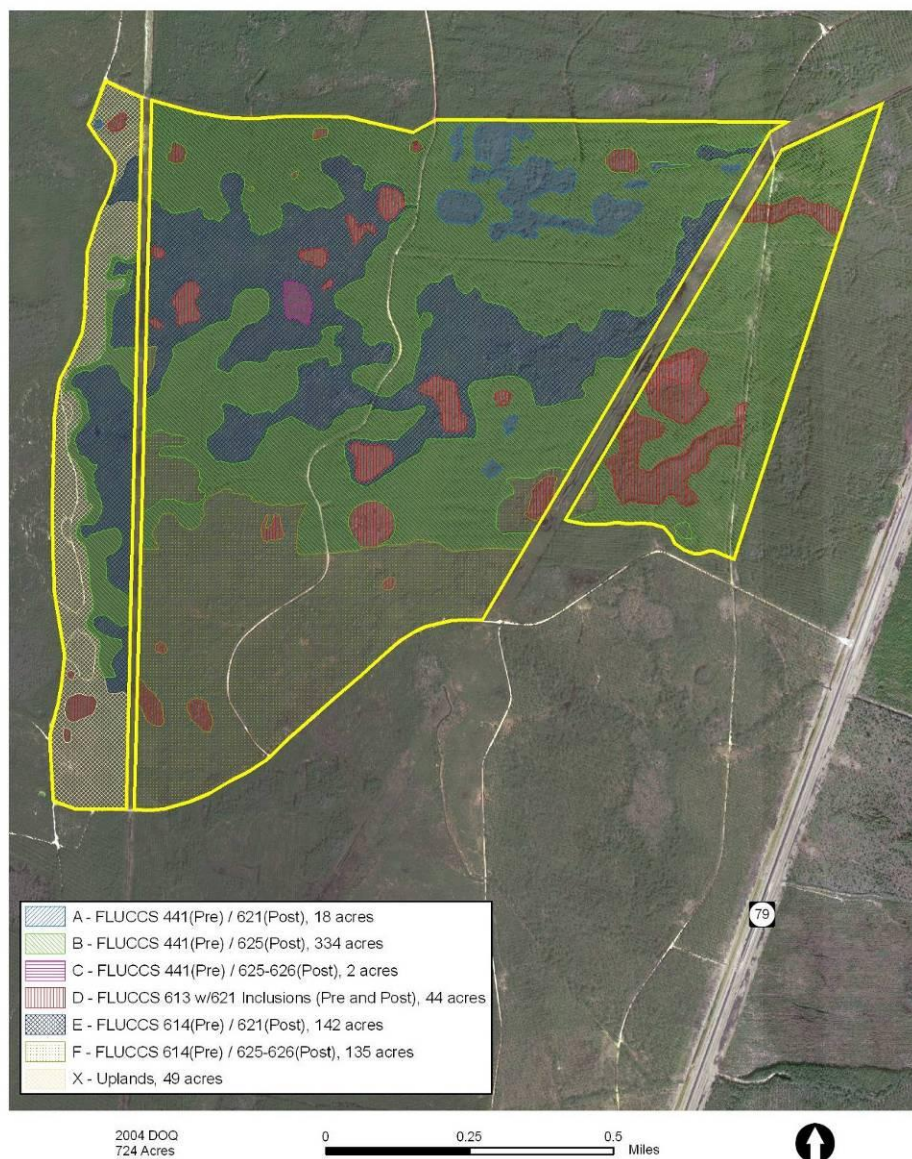 79
A - FLUCCS 441(Pre) / 621(Post), 18 acres
B - FLUCCS 441(Pre) / 625(Post), 334 acres
C - FLUCCS 441(Pre) / 625-626(Post), 2 acres
D - FLUCCS 613 w/621 Inclusions (Pre and Post), 44 acres
E - FLUCCS 614(Pre) / 621(Post), 142 acres
F - FLUCCS 614(Pre) / 625-626(Post), 135 acres
X - Uplands, 49 acres
2004 DOQ
724 Acres
0 0.25 0.5
Miles